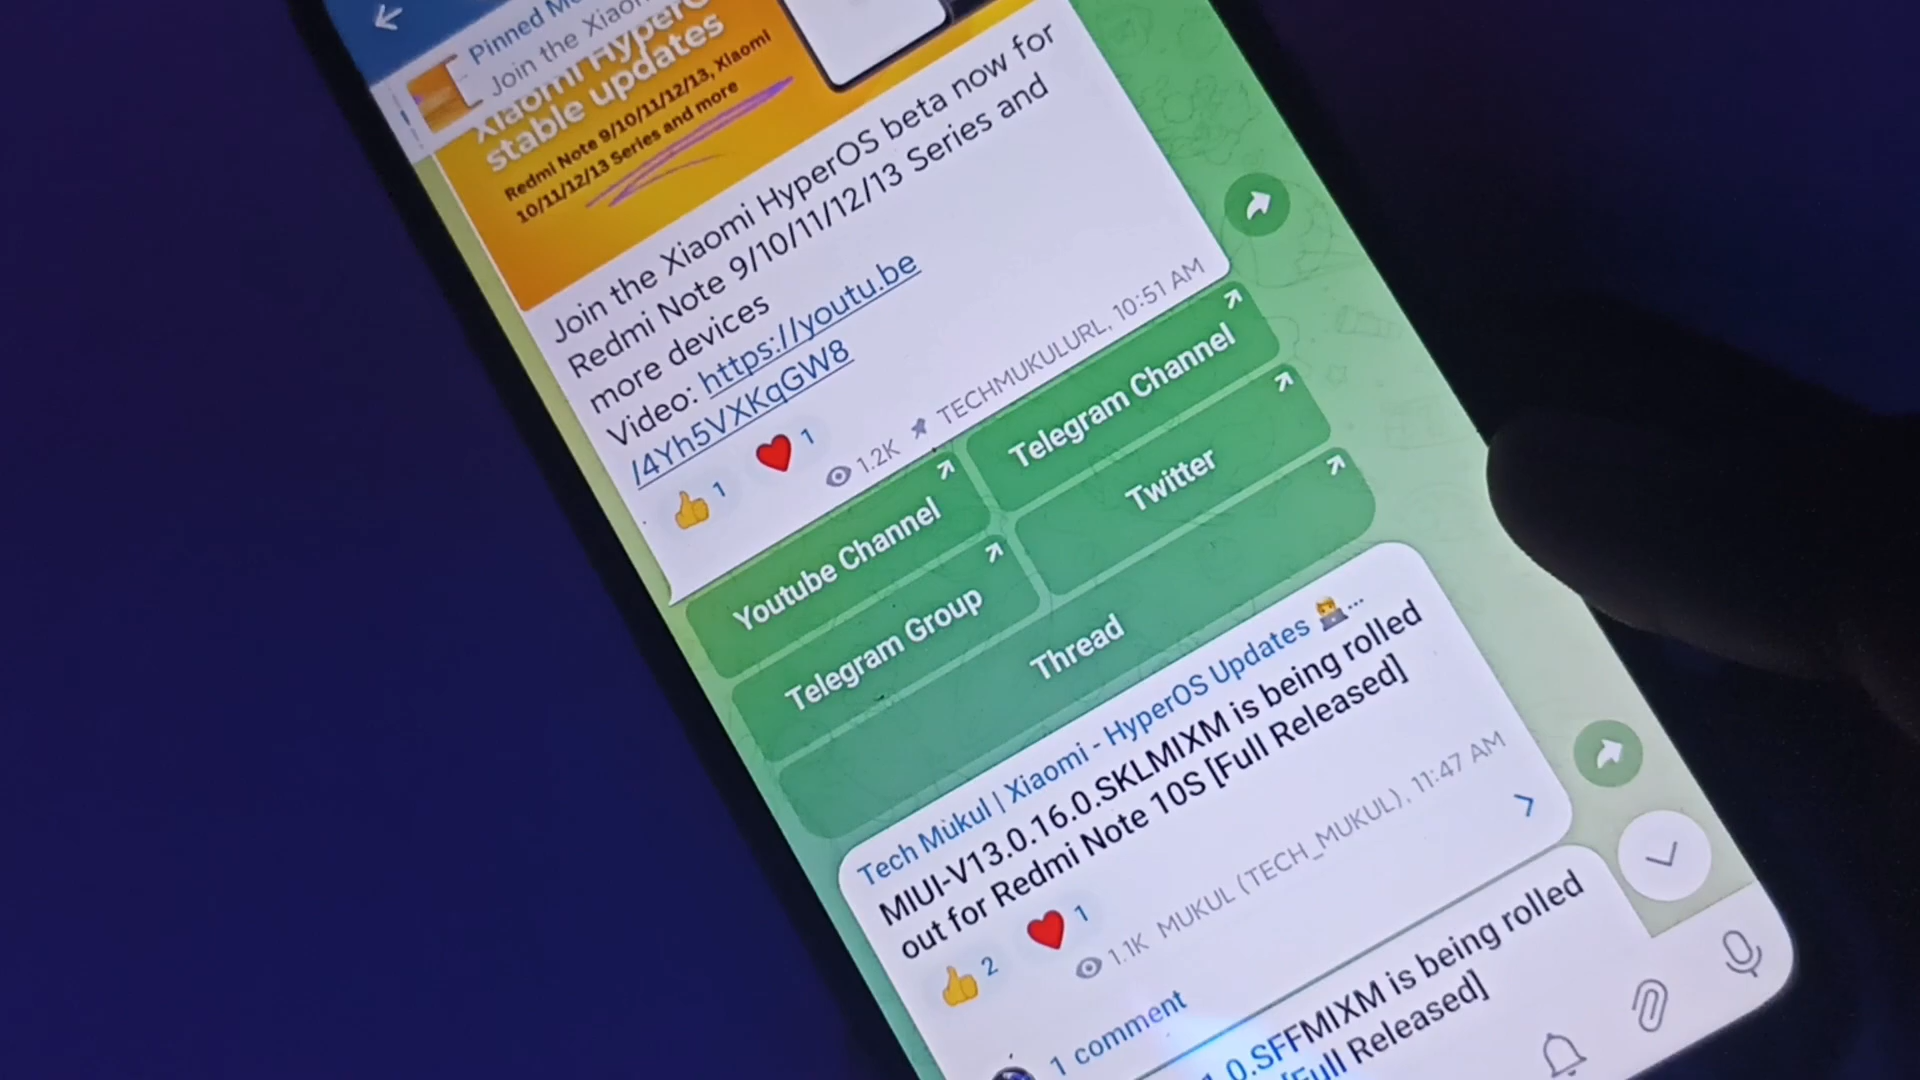 Pinned
Join the Xiaom
Xiaomi Hyper
stable updates
Redmi Note 9/10/11/12/13, Xiaomi
10/11/12/13 Series and more
Join the Xiaomi HyperOS beta now for
Redmi Note 9/10/11/12/13 Series and
more devices
Video: https://youtu.be
/4Yh5VXKqGW8
👍 1 ❤ 1 1.2K TECHMUKULURL, 10:51 AM
Youtube Channel
Telegram Channel
Telegram Group
Twitter
Thread
Tech Mukul | Xiaomi - HyperOS Updates 👨‍💻...
MIUI-V13.0.16.0.SKLMIXM is being rolled
out for Redmi Note 10S [Full Released]
👍 2 ❤ 1 1.1K MUKUL (TECH_MUKUL), 11:47 AM
1 comment
.0.SFFMIXM is being rolled
[Full Released]